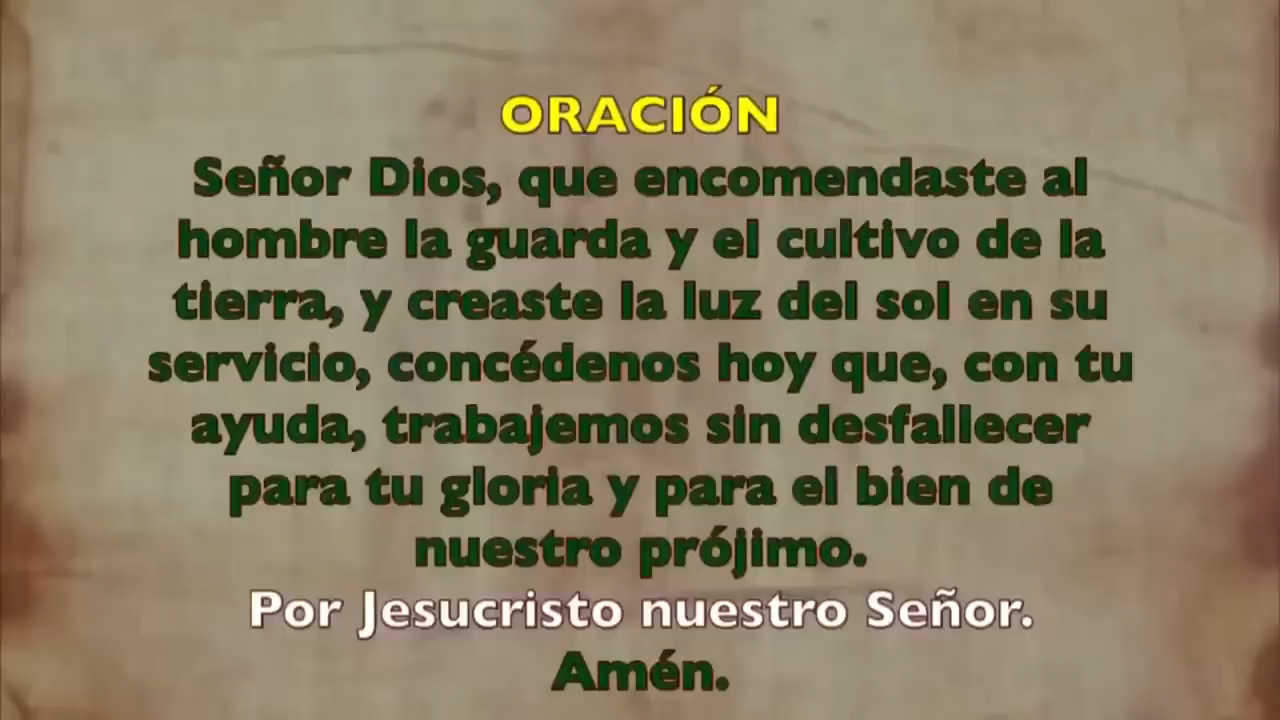 ORACIÓN
Señor Dios, que encomendaste al
hombre la guarda y el cultivo de la
tierra, y creaste la luz del sol en su
servicio, concédenos hoy que, con tu
ayuda, trabajemos sin desfallecer
para tu gloria y para el bien de
nuestro prójimo.
Por Jesucristo nuestro Señor.
Amén.